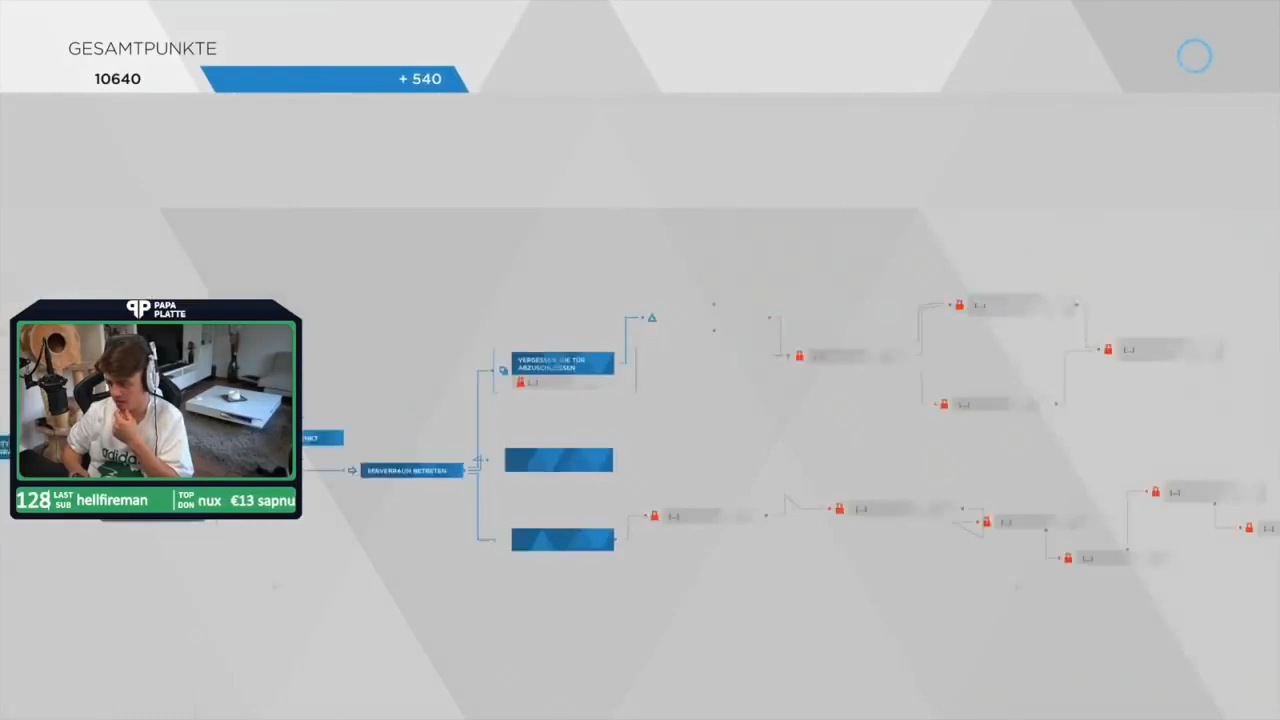 GESAMTPUNKTE
10640
+ 540
PAPA
PLATTE
VERGESSEN, DIE TÜR
ABZUSCHLIESSEN
SERVERRAUM BETRETEN
adidas
128 LAST SUB hellfireman TOP DON nux €13 sapnu